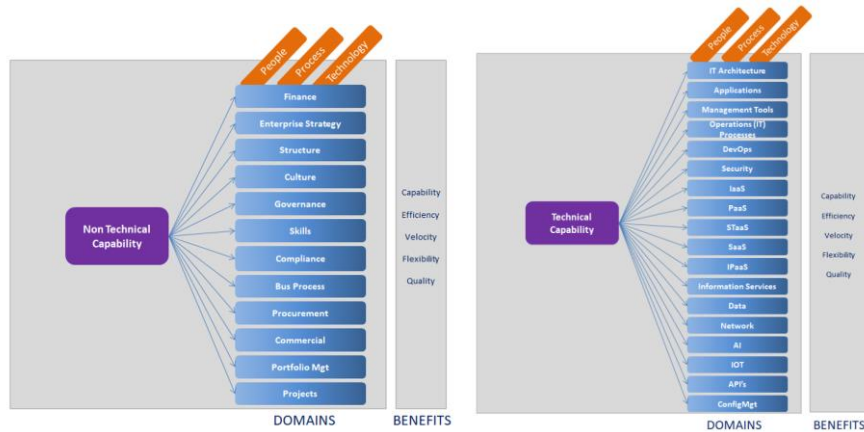 People
Process
Technology
Finance
Enterprise Strategy
Structure
Culture
Governance
Non Technical
Capability
Skills
Compliance
Bus Process
Procurement
Commercial
Portfolio Mgt
Projects
Capability
Efficiency
Velocity
Flexibility
Quality
DOMAINS
BENEFITS
People
Process
Technology
IT Architecture
Applications
Management Tools
Operations (IT)
Processes
DevOps
Security
IaaS
PaaS
Technical
Capability
STaaS
SaaS
IPaaS
Information Services
Data
Network
AI
IOT
API's
ConfigMgt
Capability
Efficiency
Velocity
Flexibility
Quality
DOMAINS
BENEFITS